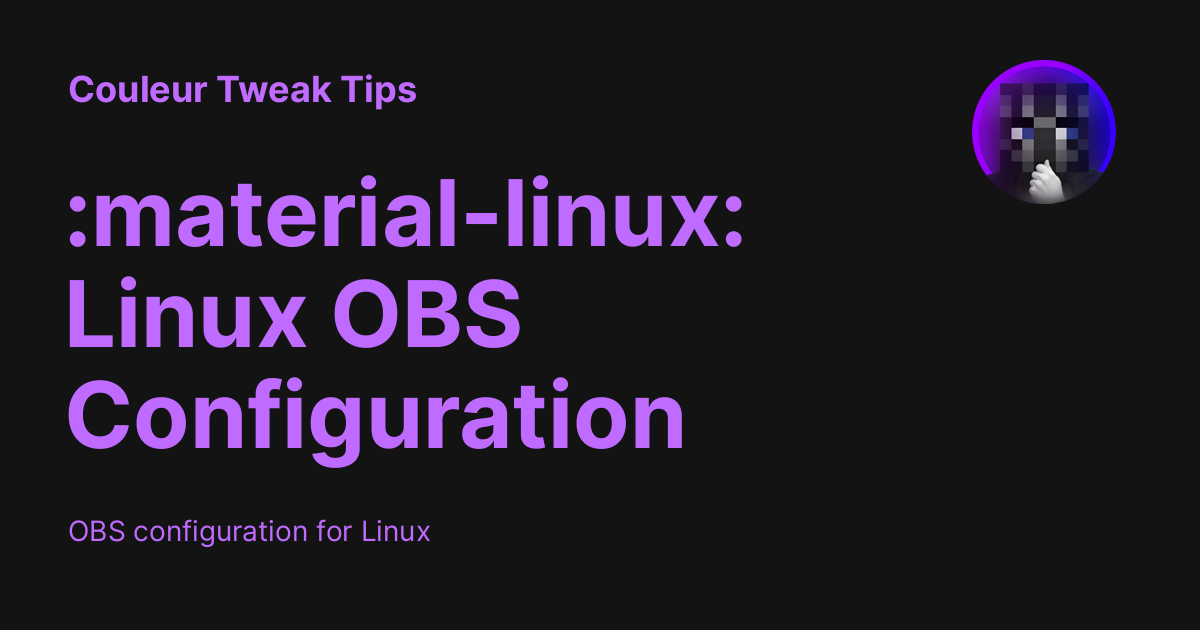 Couleur Tweak Tips
:material-linux:
Linux OBS
Configuration
OBS configuration for Linux